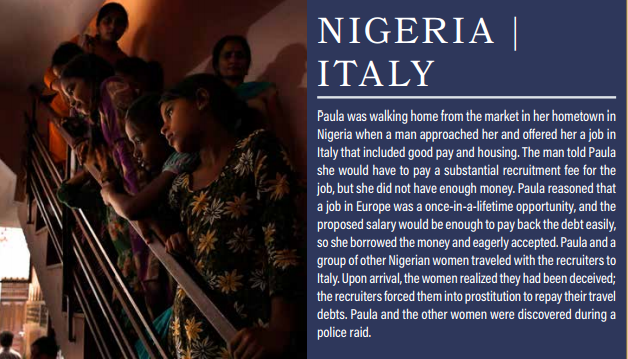 NIGERIA |
ITALY
Paula was walking home from the market in her hometown in
Nigeria when a man approached her and offered her a job in
Italy that included good pay and housing. The man told Paula
she would have to pay a substantial recruitment fee for the
job, but she did not have enough money. Paula reasoned that
a job in Europe was a once-in-a-lifetime opportunity, and the
proposed salary would be enough to pay back the debt easily,
so she borrowed the money and eagerly accepted. Paula and a
group of other Nigerian women traveled with the recruiters to
Italy. Upon arrival, the women realized they had been deceived;
the recruiters forced them into prostitution to repay their travel
debts. Paula and the other women were discovered during a
police raid.